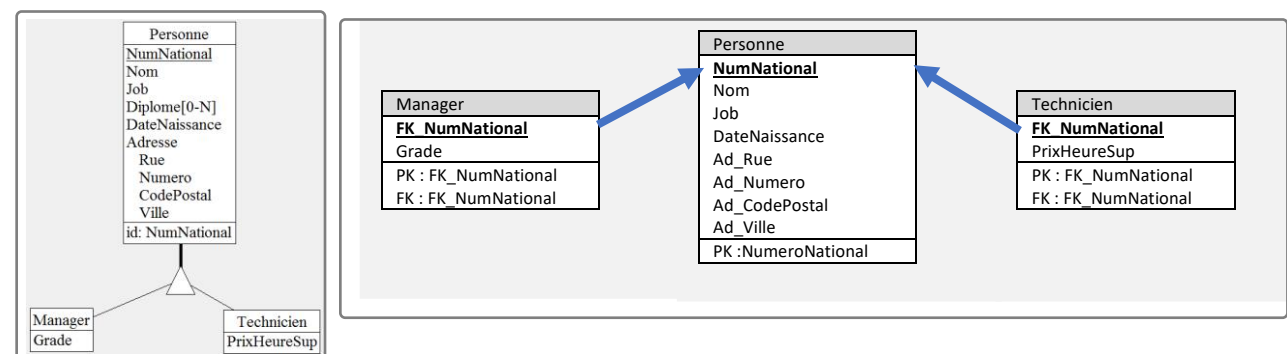 Personne
NumNational
Nom
Job
Diplome[0-N]
DateNaissance
Adresse
Rue
Numero
CodePostal
Ville
id: NumNational
Manager
Grade
Technicien
PrixHeureSup
Manager
FK_NumNational
Grade
PK : FK_NumNational
FK : FK_NumNational
Personne
NumNational
Nom
Job
DateNaissance
Ad_Rue
Ad_Numero
Ad_CodePostal
Ad_Ville
PK :NumeroNational
Technicien
FK_NumNational
PrixHeureSup
PK : FK_NumNational
FK : FK_NumNational